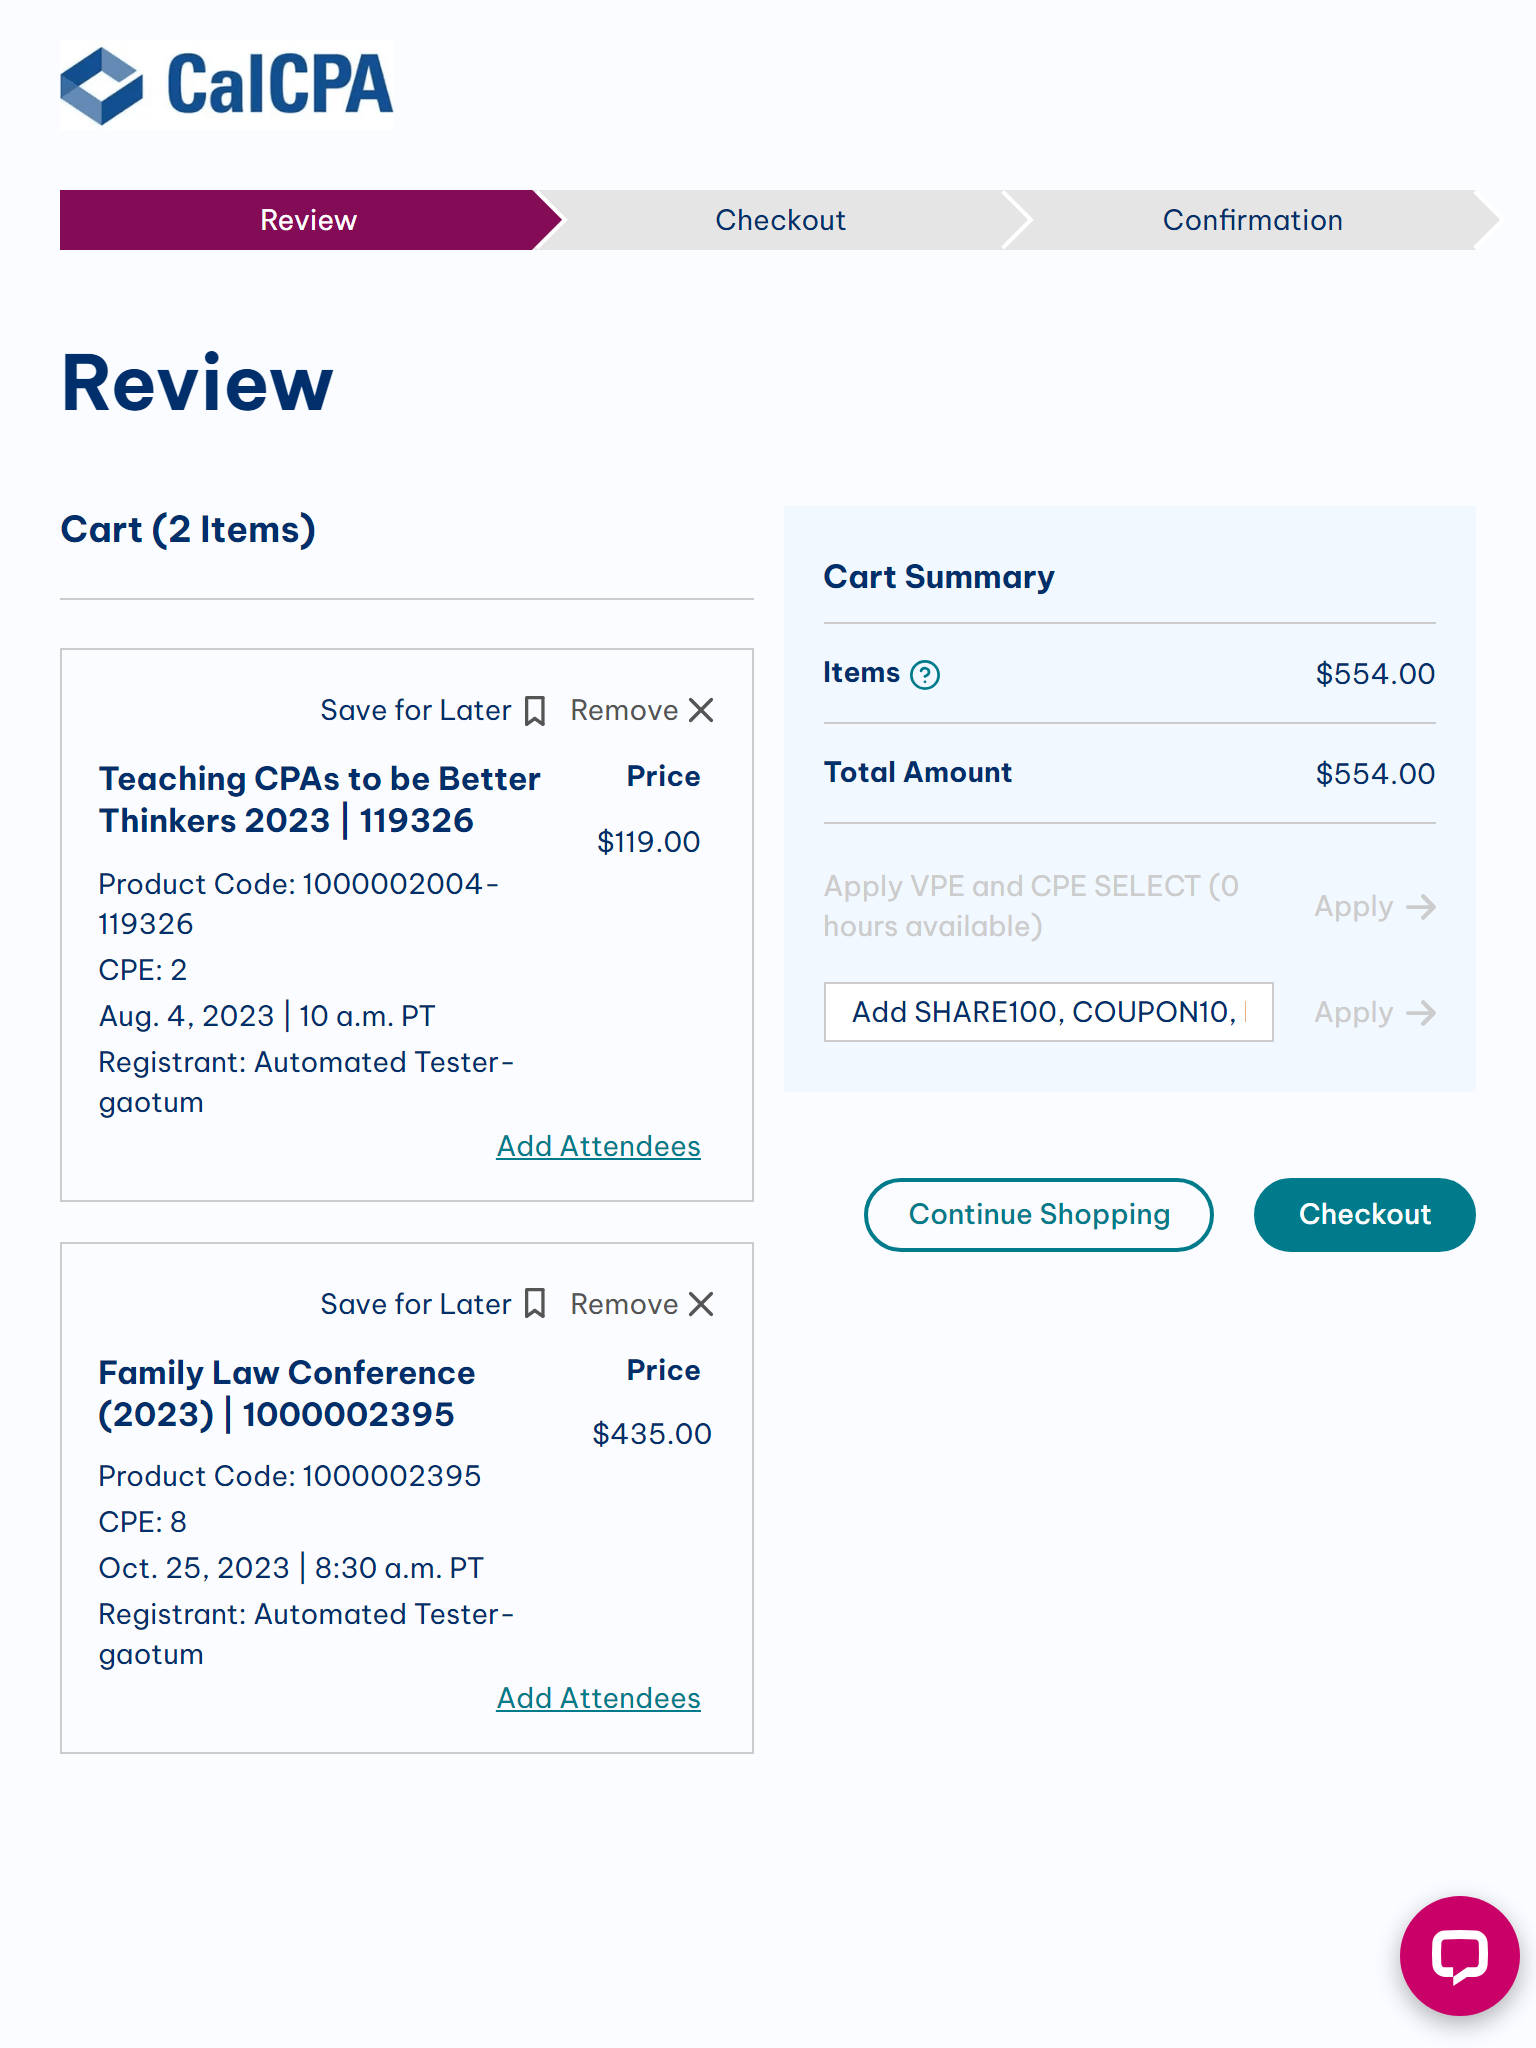 CalCPA
Review
Checkout
Confirmation
Review
Cart (2 Items)
Save for Later
Remove
Teaching CPAs to be Better
Thinkers 2023 | 119326
Price
$119.00
Product Code: 1000002004-
119326
CPE: 2
Aug. 4, 2023 | 10 a.m. PT
Registrant: Automated Tester-
gaotum
Add Attendees
Save for Later
Remove
Family Law Conference
(2023) | 1000002395
Price
$435.00
Product Code: 1000002395
CPE: 8
Oct. 25, 2023 | 8:30 a.m. PT
Registrant: Automated Tester-
gaotum
Add Attendees
Cart Summary
Items
$554.00
Total Amount
$554.00
Apply VPE and CPE SELECT (0
hours available)
Apply
Add SHARE100, COUPON10,
Apply
Continue Shopping
Checkout